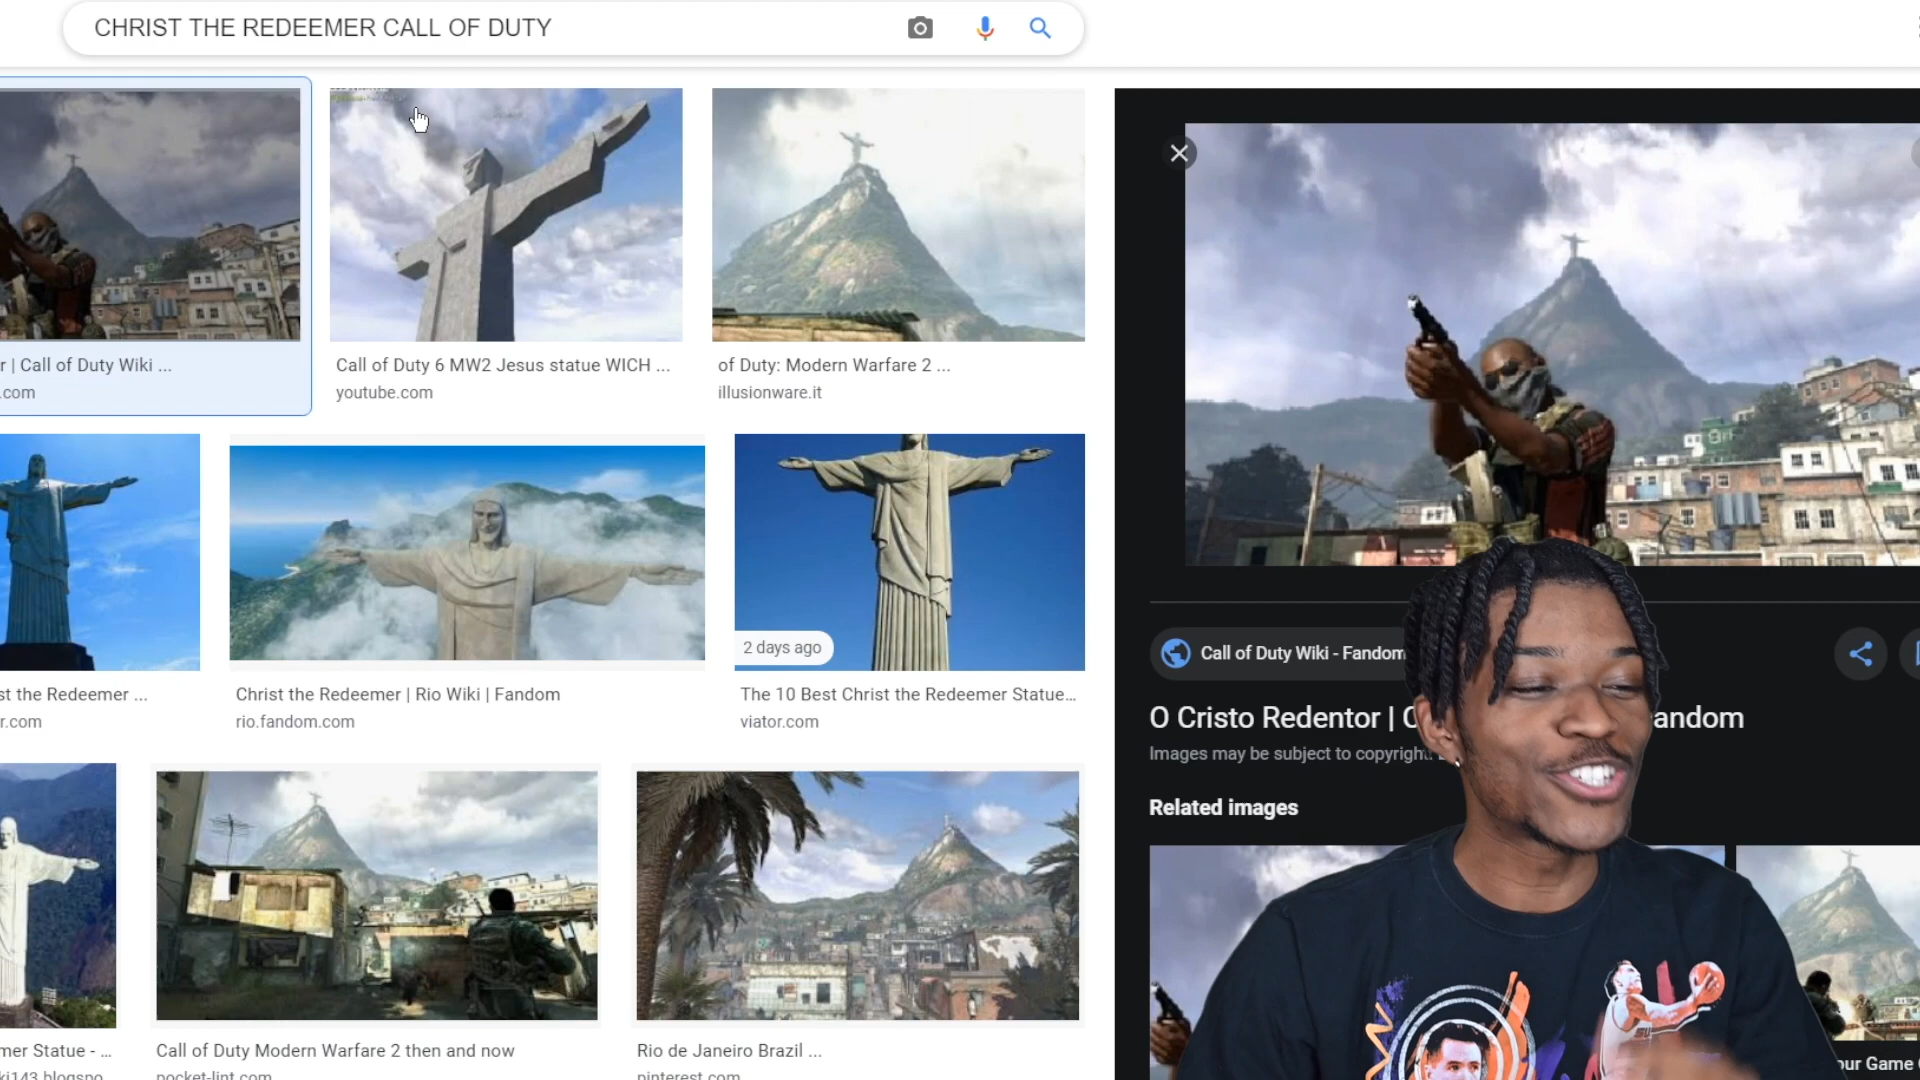 CHRIST THE REDEEMER CALL OF DUTY
r | Call of Duty Wiki ...
.com
Call of Duty 6 MW2 Jesus statue WICH ...
youtube.com
of Duty: Modern Warfare 2 ...
illusionware.it
st the Redeemer ...
r.com
Christ the Redeemer | Rio Wiki | Fandom
rio.fandom.com
2 days ago
The 10 Best Christ the Redeemer Statue...
viator.com
mer Statue - ...
ki143.blogspo
Call of Duty Modern Warfare 2 then and now
pocket-lint.com
Rio de Janeiro Brazil ...
pinterest.com
Call of Duty Wiki - Fandom
O Cristo Redentor | C andom
Images may be subject to copyright.
Related images
our Game